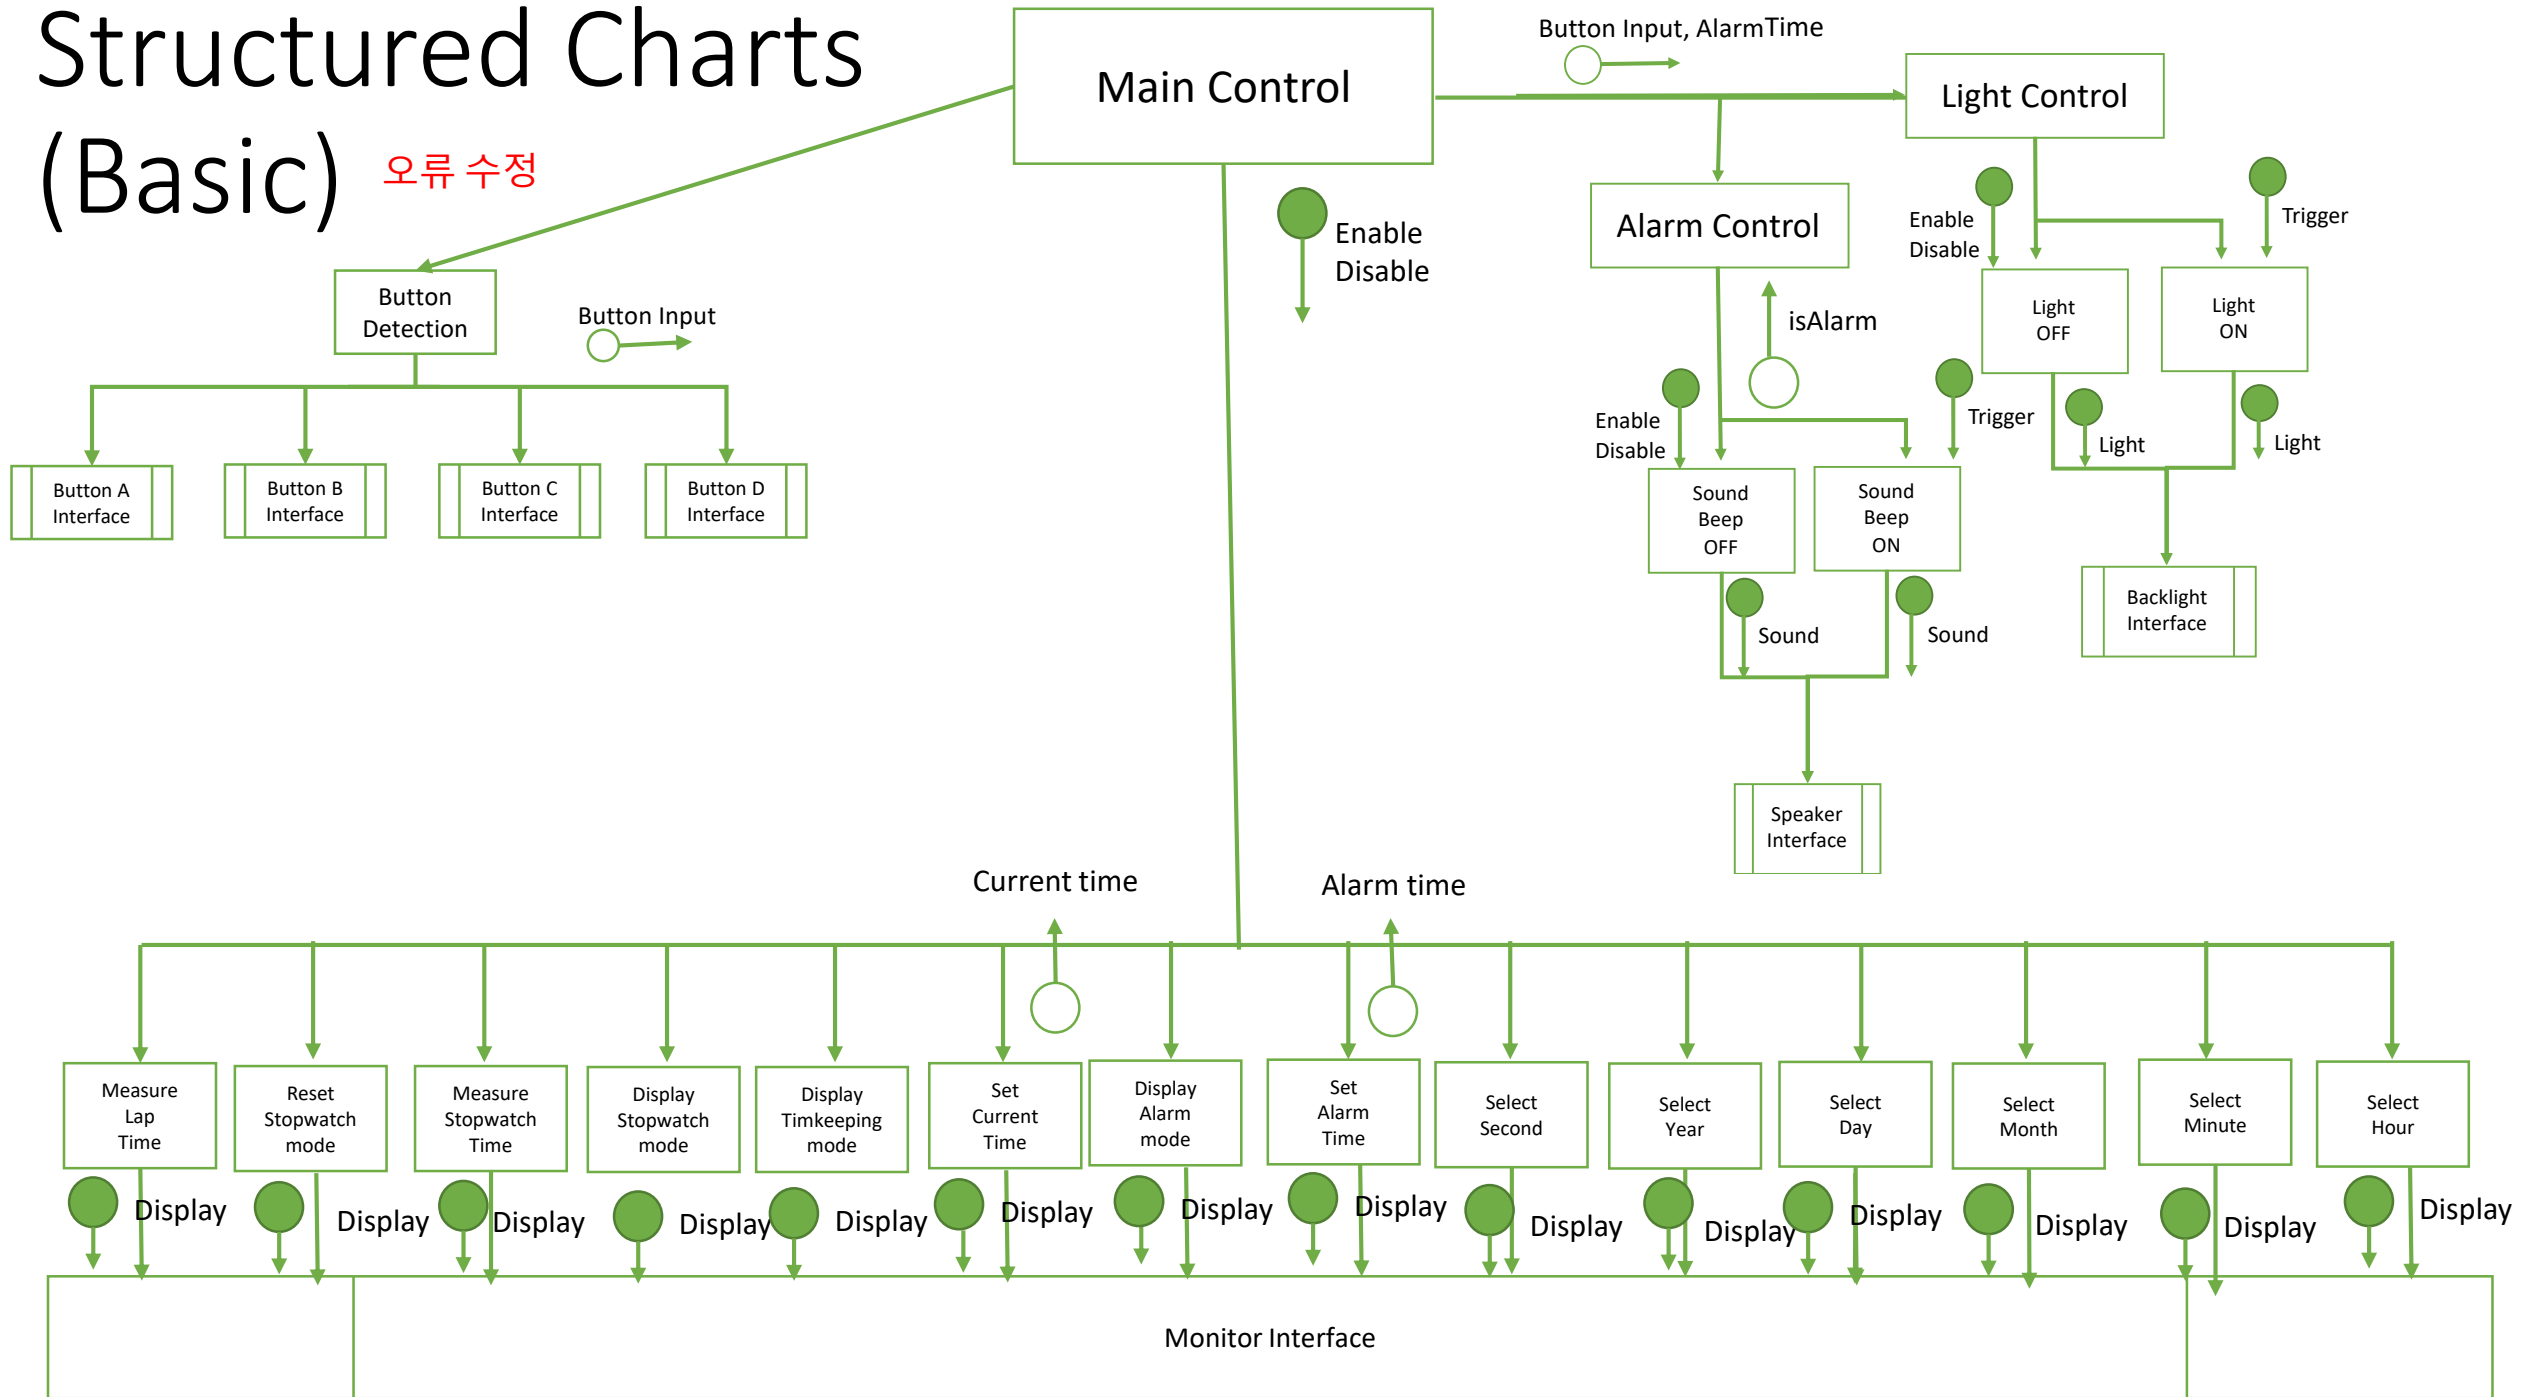 Structured Charts
(Basic)
오류 수정
Main Control
Button Input, AlarmTime
Light Control
Alarm Control
Enable
Disable
Enable
Disable
Trigger
Button
Detection
Button Input
isAlarm
Light
OFF
Light
ON
Enable
Disable
Trigger
Light
Light
Button A
Interface
Button B
Interface
Button C
Interface
Button D
Interface
Sound
Beep
OFF
Sound
Beep
ON
Sound
Sound
Backlight
Interface
Speaker
Interface
Current time
Alarm time
Measure
Lap
Time
Reset
Stopwatch
mode
Measure
Stopwatch
Time
Display
Stopwatch
mode
Display
Timkeeping
mode
Set
Current
Time
Display
Alarm
mode
Set
Alarm
Time
Select
Second
Select
Year
Select
Day
Select
Month
Select
Minute
Select
Hour
Display
Display
Display
Display
Display
Display
Display
Display
Display
Display
Display
Display
Display
Display
Monitor Interface